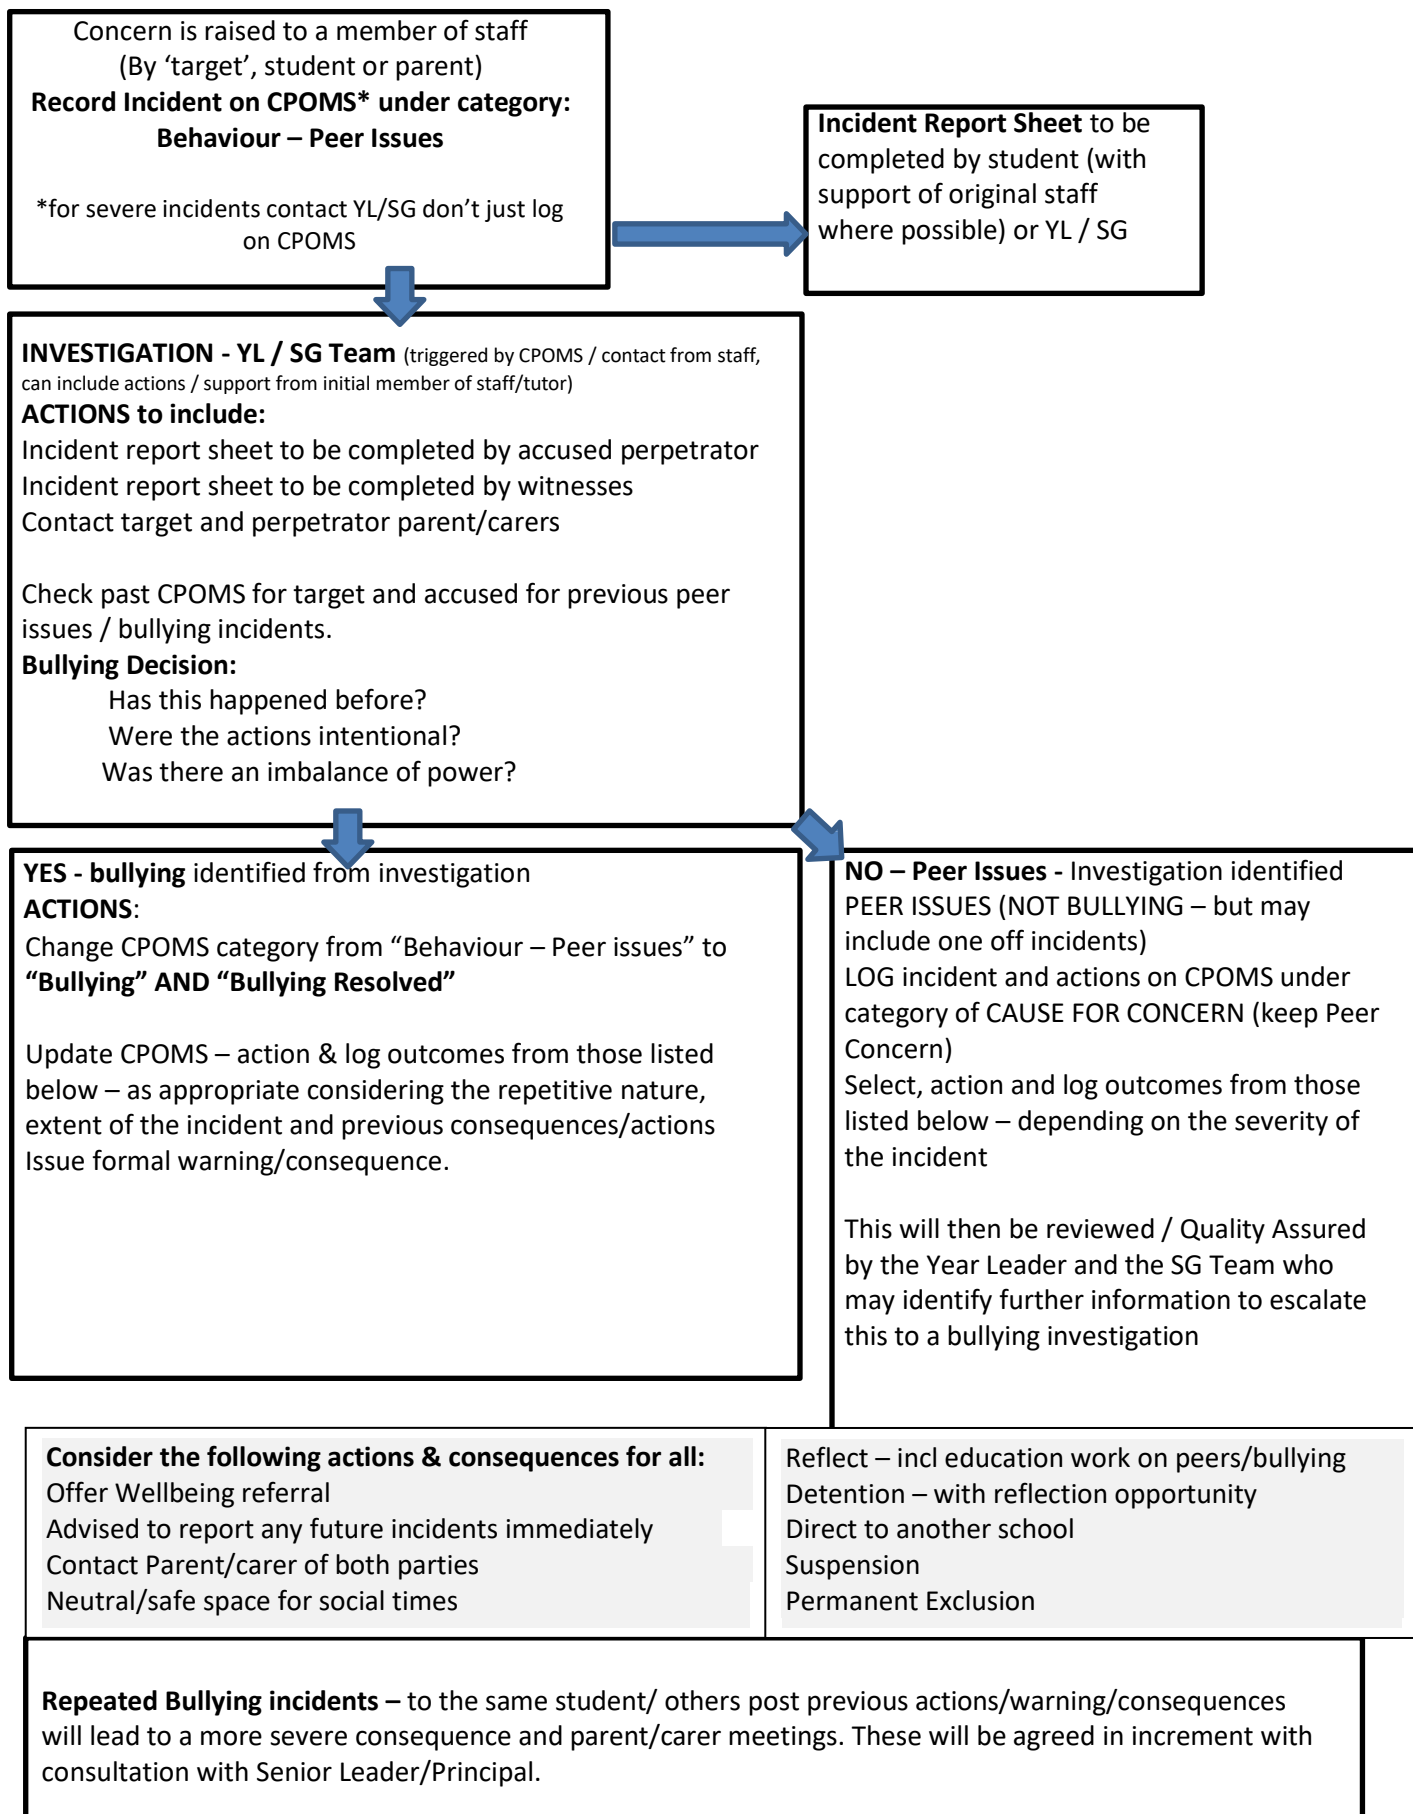 Concern is raised to a member of staff
(By ‘target’, student or parent)
Record Incident on CPOMS* under category:
Behaviour – Peer Issues
*for severe incidents contact YL/SG don’t just log
on CPOMS
Incident Report Sheet to be
completed by student (with
support of original staff
where possible) or YL / SG
INVESTIGATION - YL / SG Team (triggered by CPOMS / contact from staff,
can include actions / support from initial member of staff/tutor)
ACTIONS to include:
Incident report sheet to be completed by accused perpetrator
Incident report sheet to be completed by witnesses
Contact target and perpetrator parent/carers
Check past CPOMS for target and accused for previous peer
issues / bullying incidents.
Bullying Decision:
Has this happened before?
Were the actions intentional?
Was there an imbalance of power?
YES - bullying identified from investigation
ACTIONS:
Change CPOMS category from “Behaviour – Peer issues” to
“Bullying” AND “Bullying Resolved”
Update CPOMS – action & log outcomes from those listed
below – as appropriate considering the repetitive nature,
extent of the incident and previous consequences/actions
Issue formal warning/consequence.
NO – Peer Issues - Investigation identified
PEER ISSUES (NOT BULLYING – but may
include one off incidents)
LOG incident and actions on CPOMS under
category of CAUSE FOR CONCERN (keep Peer
Concern)
Select, action and log outcomes from those
listed below – depending on the severity of
the incident
This will then be reviewed / Quality Assured
by the Year Leader and the SG Team who
may identify further information to escalate
this to a bullying investigation
Consider the following actions & consequences for all:
Offer Wellbeing referral
Advised to report any future incidents immediately
Contact Parent/carer of both parties
Neutral/safe space for social times
Reflect – incl education work on peers/bullying
Detention – with reflection opportunity
Direct to another school
Suspension
Permanent Exclusion
Repeated Bullying incidents – to the same student/ others post previous actions/warning/consequences
will lead to a more severe consequence and parent/carer meetings. These will be agreed in increment with
consultation with Senior Leader/Principal.